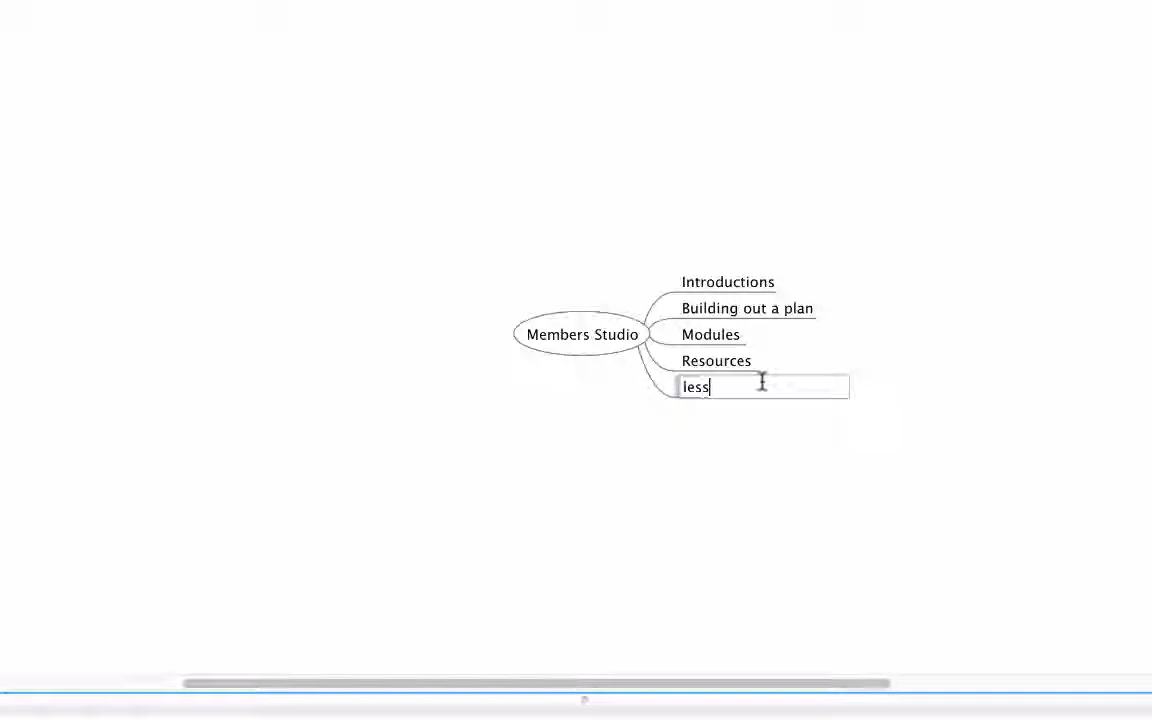 Introductions
Building out a plan
Members Studio
Modules
Resources
less